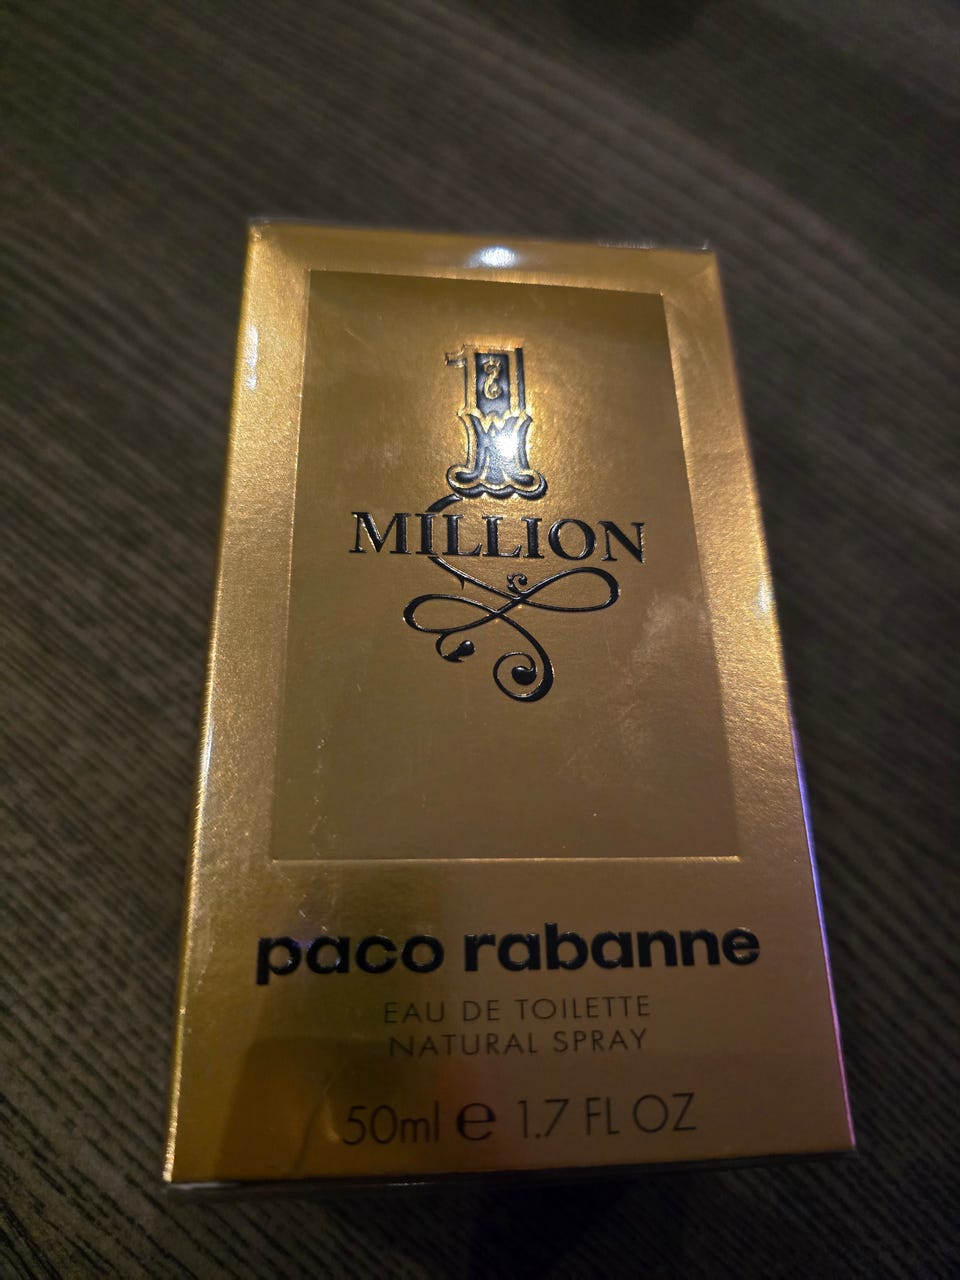 1
MILLION
paco rabanne
EAU DE TOILETTE
NATURAL SPRAY
50ml e 1.7 FL OZ